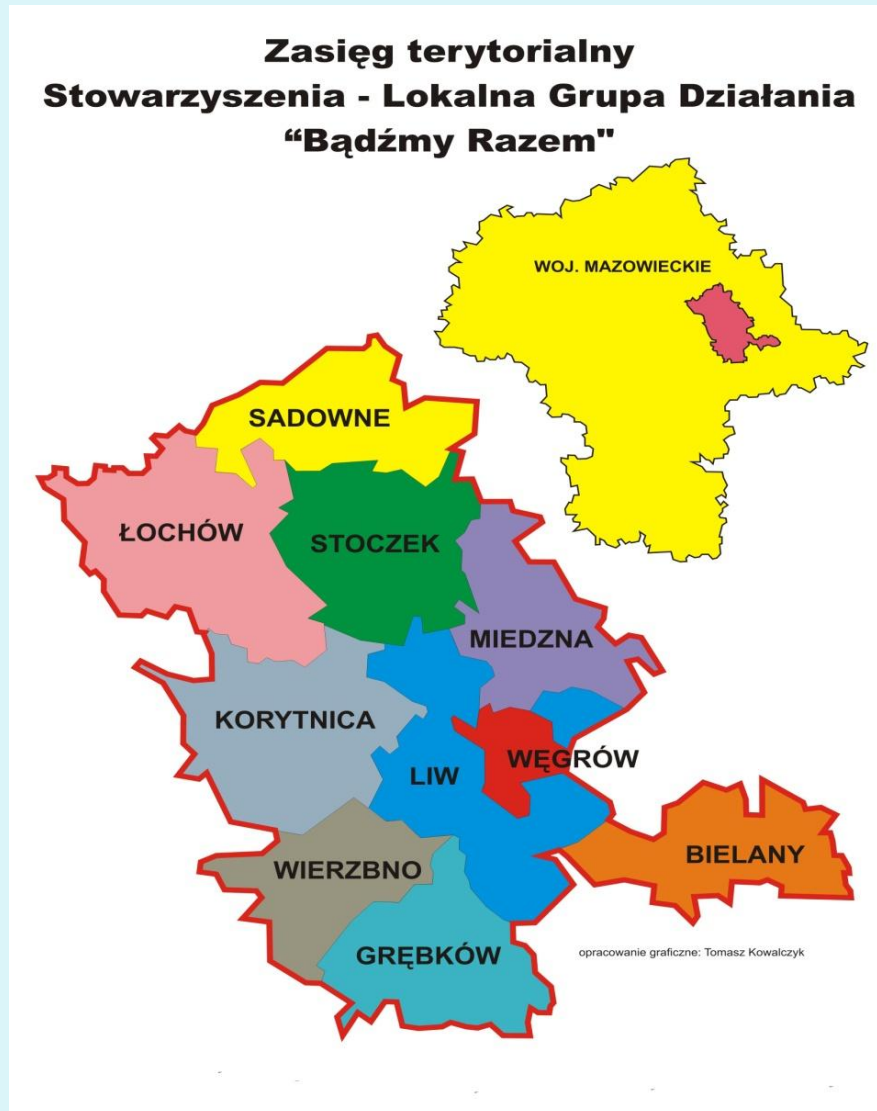 Zasięg terytorialny
Stowarzyszenia - Lokalna Grupa Działania
“Bądźmy Razem"
WOJ. MAZOWIECKIE
SADOWNE
ŁOCHÓW
STOCZEK
MIEDZNA
KORYTNICA
WĘGRÓW
LIW
BIELANY
WIERZBNO
GRĘBKÓW
opracowanie graficzne: Tomasz Kowalczyk